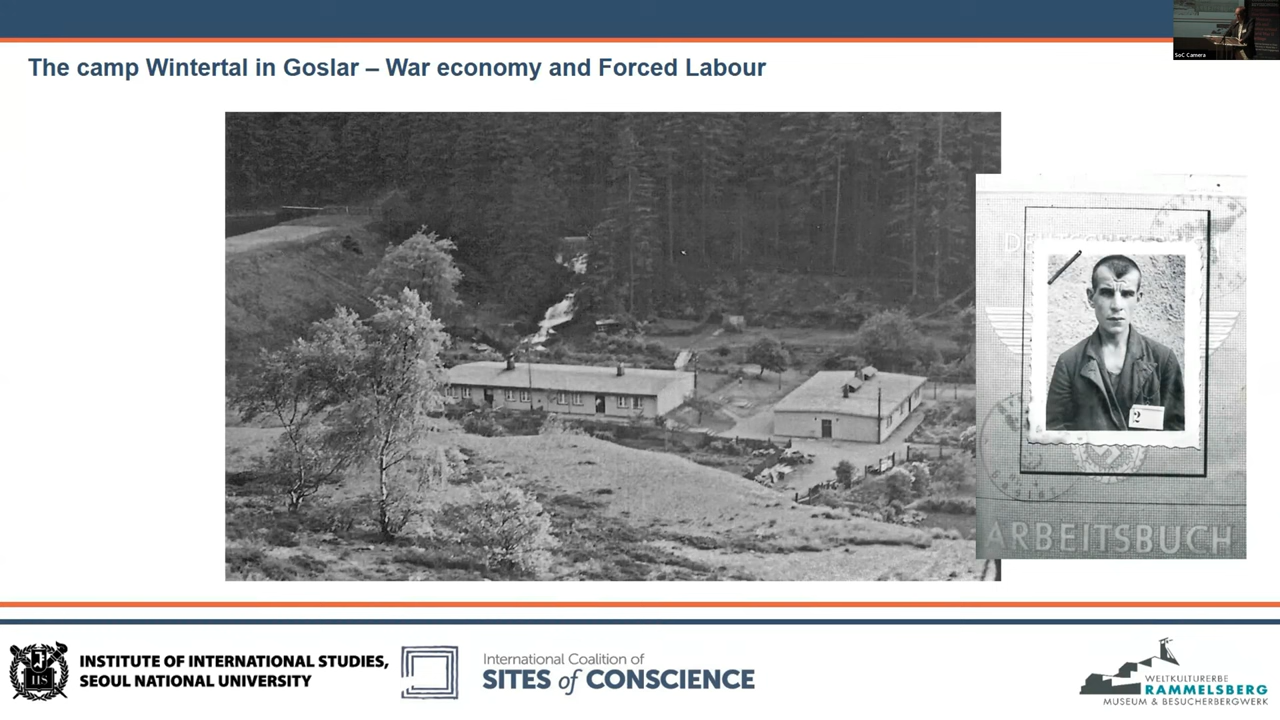 SoC Camera
The camp Wintertal in Goslar – War economy and Forced Labour
2
ARBEITSBUCH
INSTITUTE OF INTERNATIONAL STUDIES,
SEOUL NATIONAL UNIVERSITY
International Coalition of
SITES of CONSCIENCE
WELTKULTURERBE
RAMMELSBERG
MUSEUM & BESUCHERBERGWERK